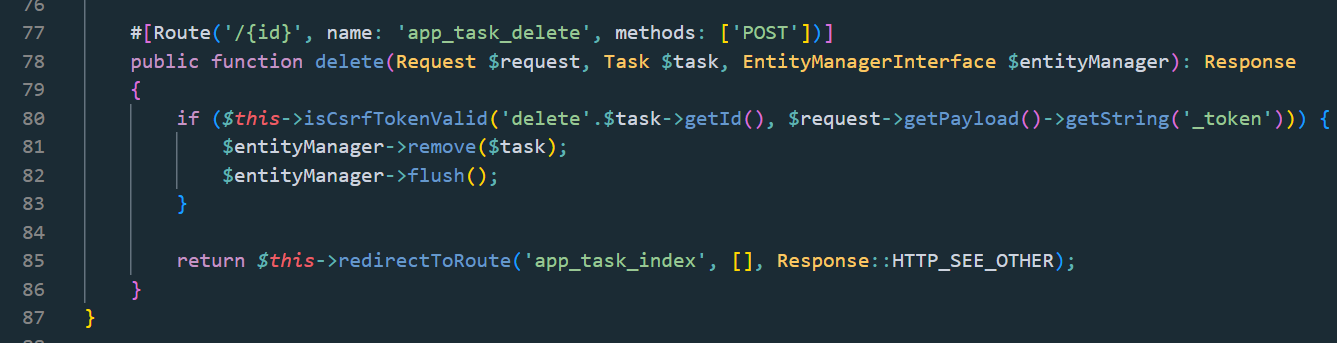 76
77 #[Route('/{id}', name: 'app_task_delete', methods: ['POST'])]
78 public function delete(Request $request, Task $task, EntityManagerInterface $entityManager): Response
79 {
80 if ($this->isCsrfTokenValid('delete'.$task->getId(), $request->getPayload()->getString('_token'))) {
81 $entityManager->remove($task);
82 $entityManager->flush();
83 }
84
85 return $this->redirectToRoute('app_task_index', [], Response::HTTP_SEE_OTHER);
86 }
87 }